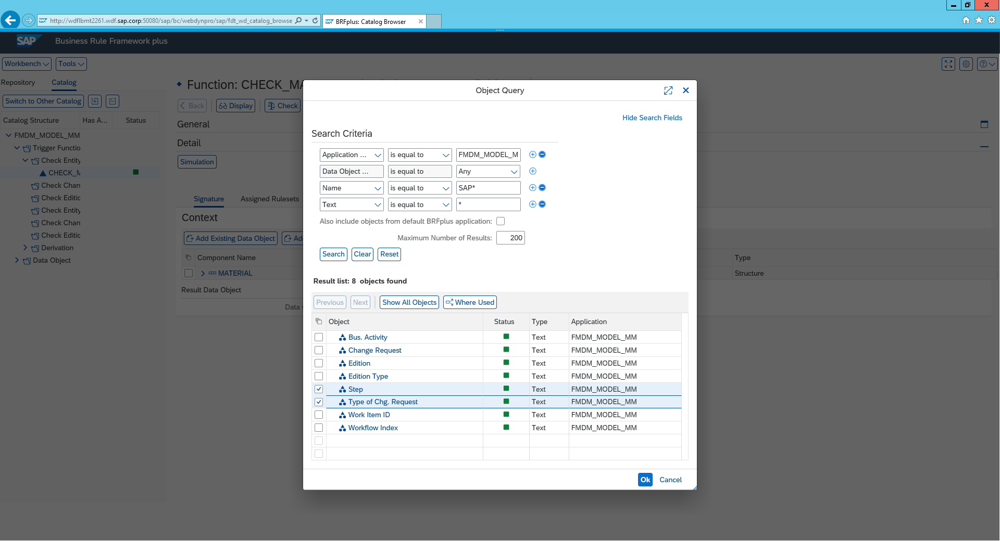 http://wdflbmt2261.wdf.sap.corp:50080/sap/bc/webdynpro/sap/fdt_wd_catalog_browse
BRFplus: Catalog Browser
SAP Business Rule Framework plus
Workbench Tools
Repository Catalog
Switch to Other Catalog
Catalog Structure Has A... Status
FMDM_MODEL_MM
Trigger Functio
Check Entity
CHECK_M
Check Chan
Check Editic
Check Entity
Check Chan
Check Editic
Derivation
Data Object
Function: CHECK_MA
Back Display Check
General
Detail
Simulation
Signature Assigned Rulesets
Context
Add Existing Data Object Ad
Component Name Type
MATERIAL Structure
Result Data Object
Data
Object Query
Hide Search Fields
Search Criteria
Application ... is equal to FMDM_MODEL_M
Data Object ... is equal to Any
Name is equal to SAP*
Text is equal to *
Also include objects from default BRFplus application:
Maximum Number of Results: 200
Search Clear Reset
Result list: 8 objects found
Previous Next Show All Objects Where Used
Object Status Type Application
Bus. Activity Text FMDM_MODEL_MM
Change Request Text FMDM_MODEL_MM
Edition Text FMDM_MODEL_MM
Edition Type Text FMDM_MODEL_MM
Step Text FMDM_MODEL_MM
Type of Chg. Request Text FMDM_MODEL_MM
Work Item ID Text FMDM_MODEL_MM
Workflow Index Text FMDM_MODEL_MM
Ok Cancel